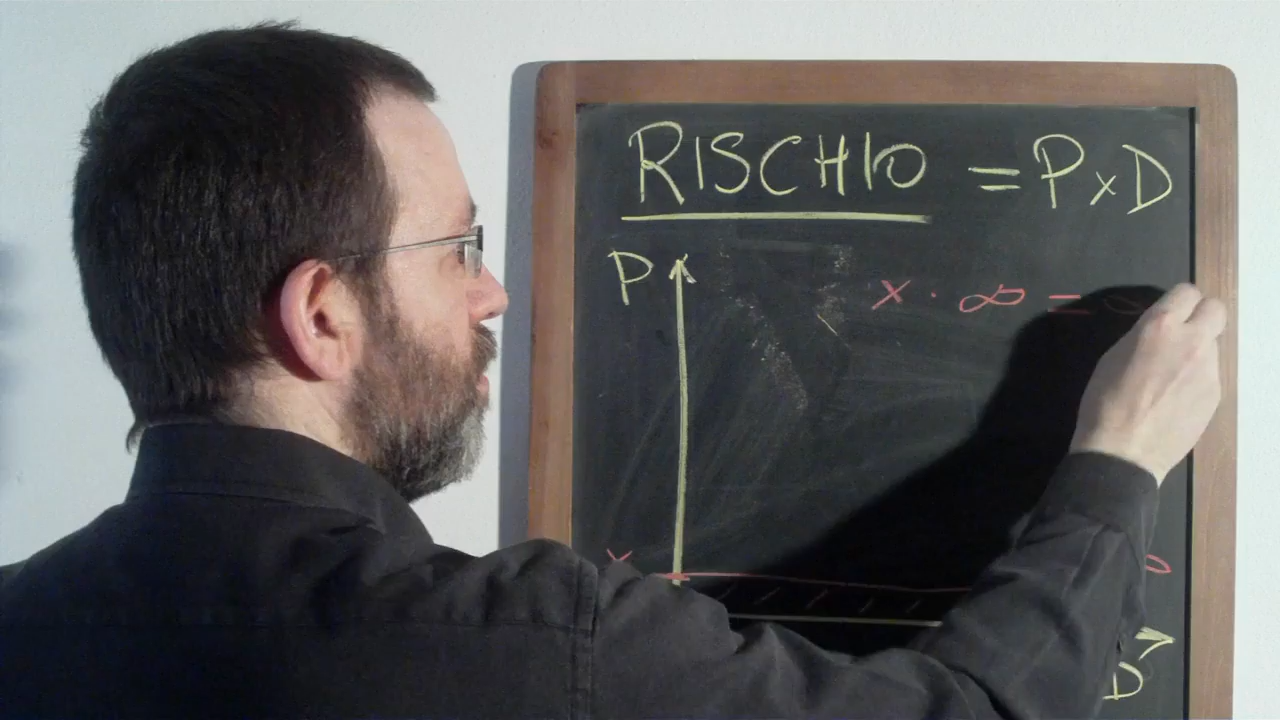 RISCHIO = P x D
P
x · ∞ =
x
D